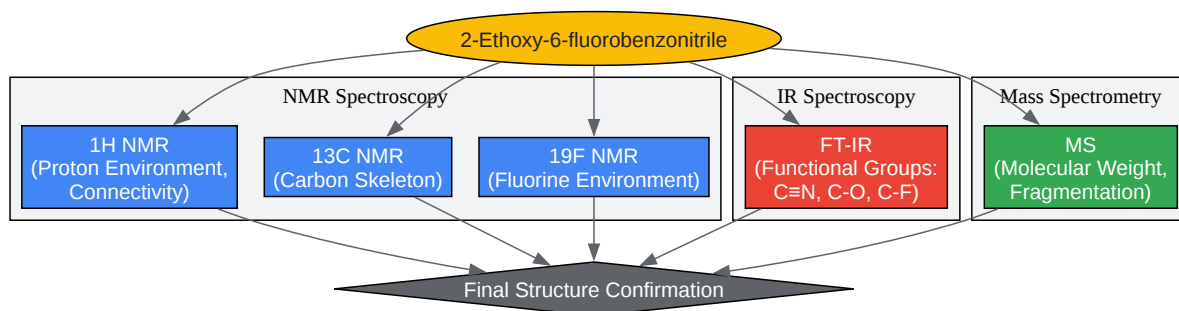 2-Ethoxy-6-fluorobenzonitrile
NMR Spectroscopy
IR Spectroscopy
Mass Spectrometry
1H NMR
(Proton Environment,
Connectivity)
13C NMR
(Carbon Skeleton)
19F NMR
(Fluorine Environment)
FT-IR
(Functional Groups:
C≡N, C-O, C-F)
MS
(Molecular Weight,
Fragmentation)
Final Structure Confirmation